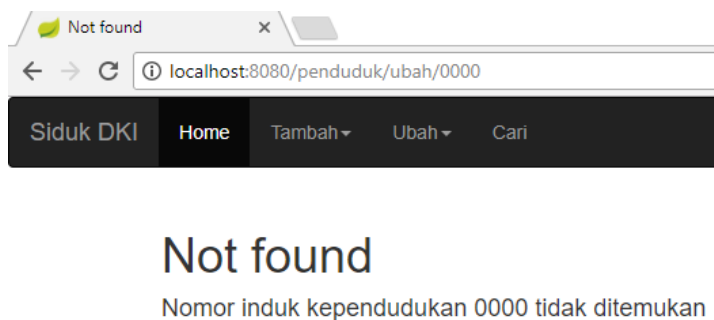 Not found
localhost:8080/penduduk/ubah/0000
Siduk DKI Home Tambah Ubah Cari
Not found
Nomor induk kependudukan 0000 tidak ditemukan